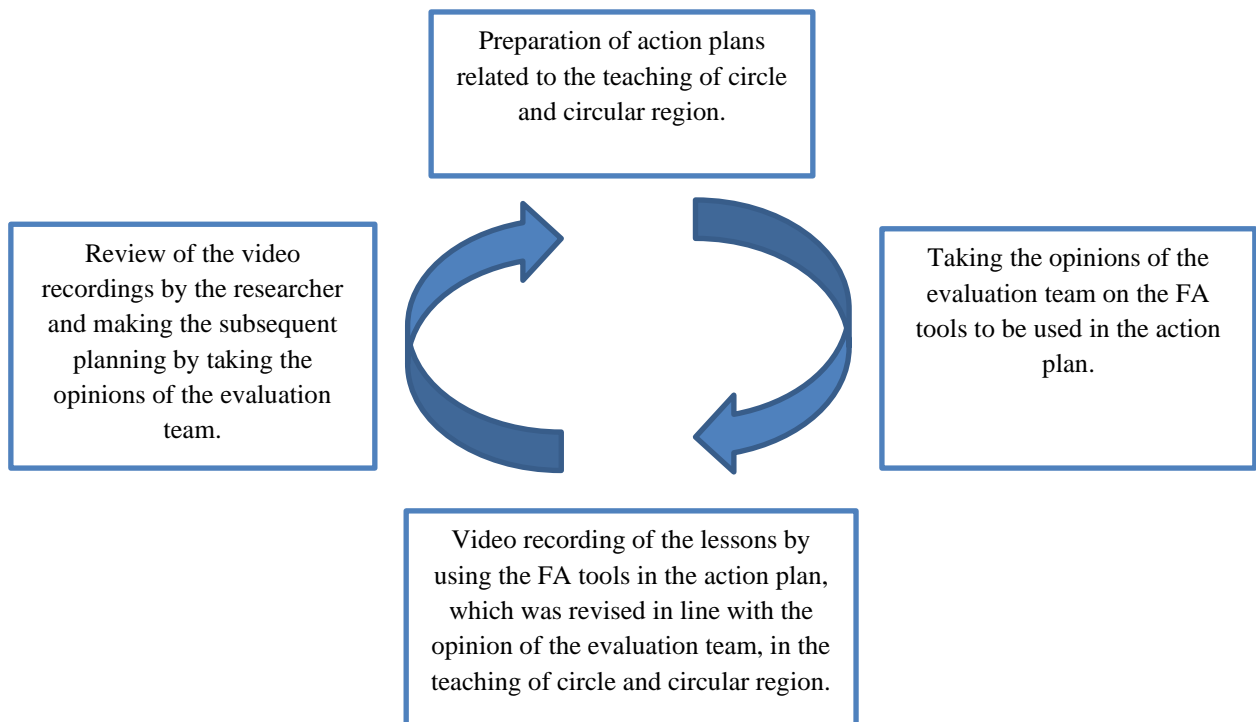 Preparation of action plans
related to the teaching of circle
and circular region.
Taking the opinions of the
evaluation team on the FA
tools to be used in the action
plan.
Video recording of the lessons by
using the FA tools in the action plan,
which was revised in line with the
opinion of the evaluation team, in the
teaching of circle and circular region.
Review of the video
recordings by the researcher
and making the subsequent
planning by taking the
opinions of the evaluation
team.